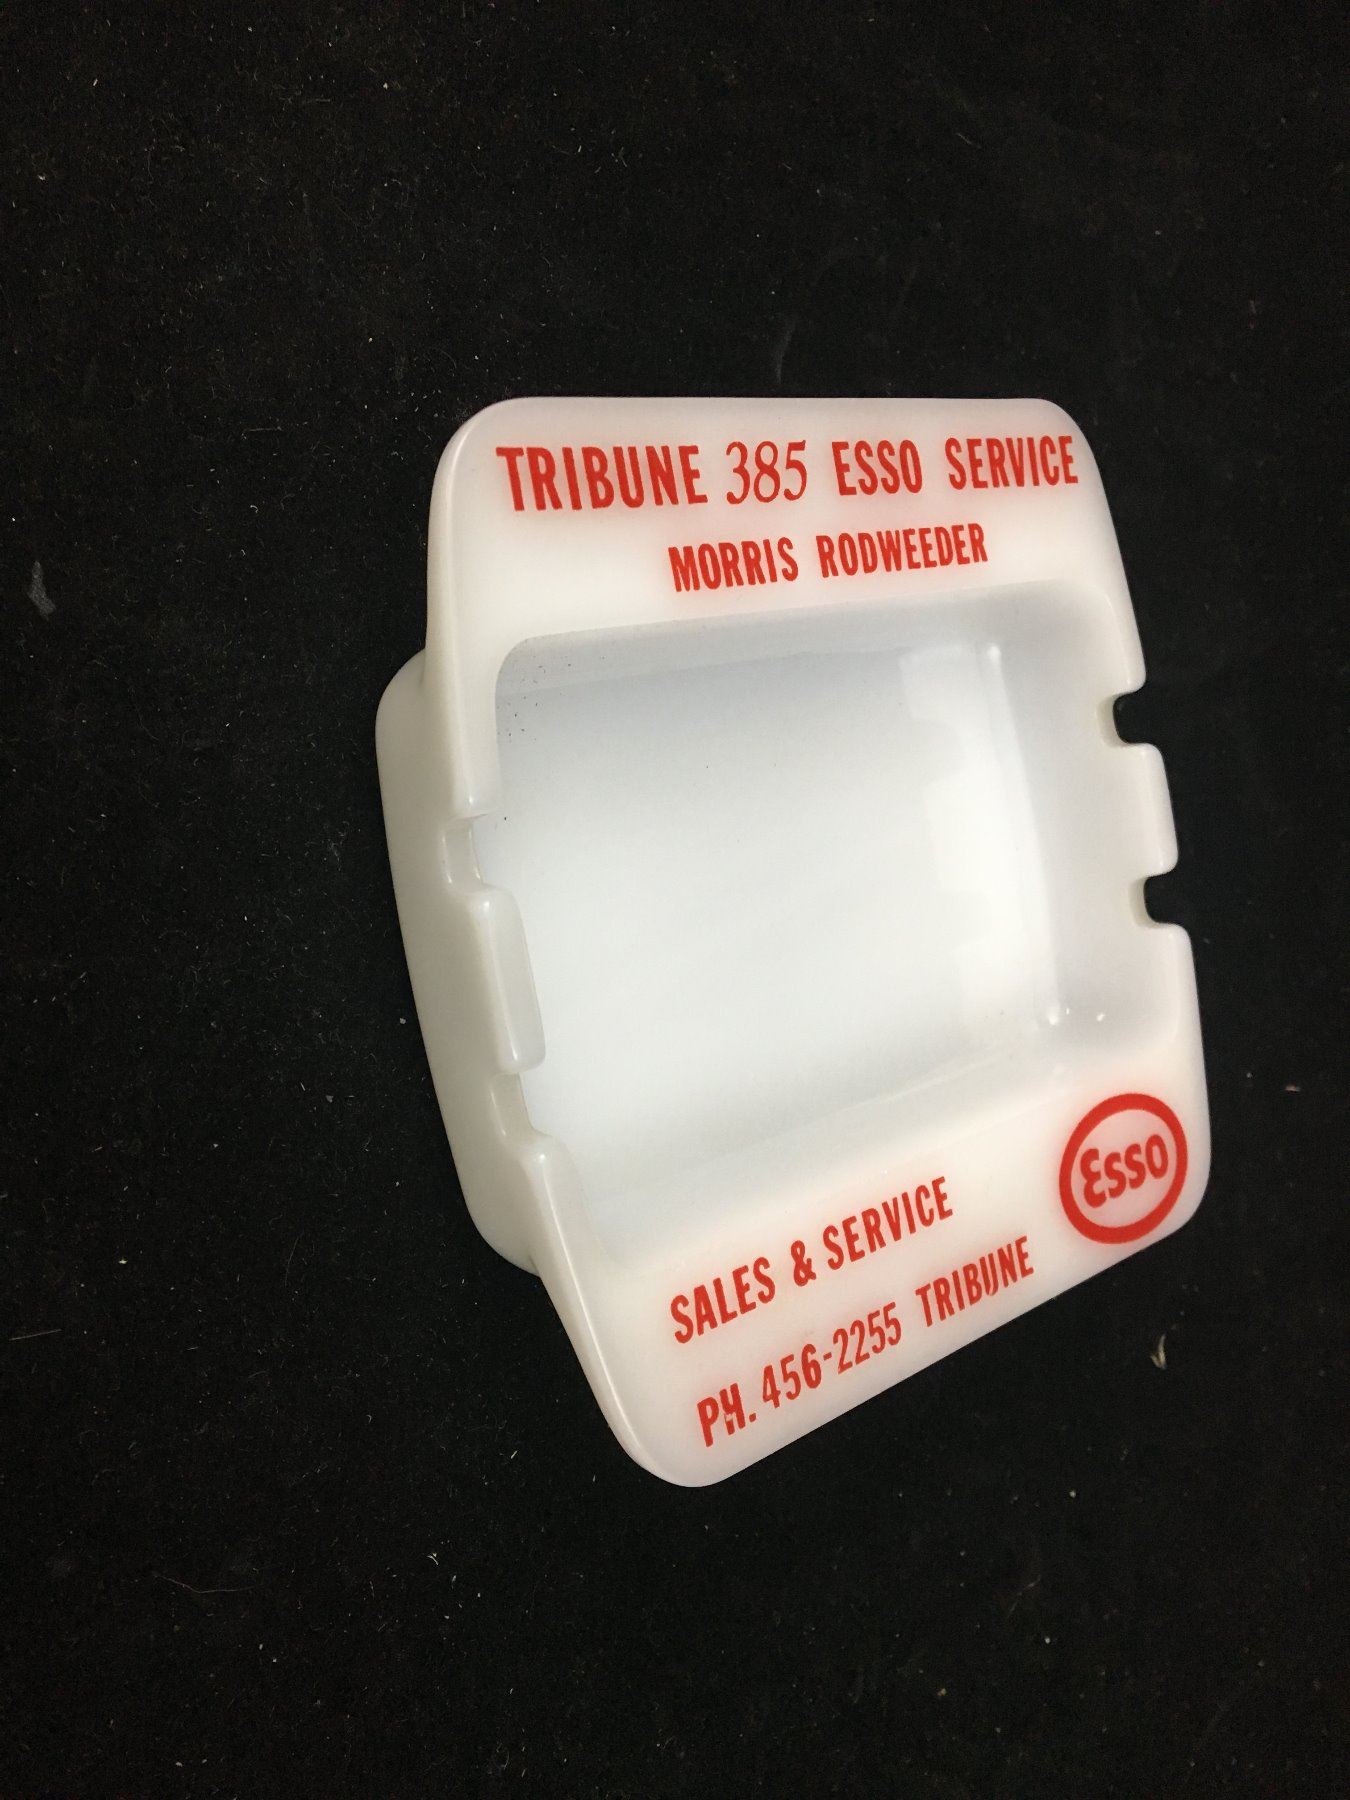 TRIBUNE 385 ESSO SERVICE
MORRIS RODWEEDER
SALES & SERVICE
PH. 456-2255 TRIBUNE
Esso